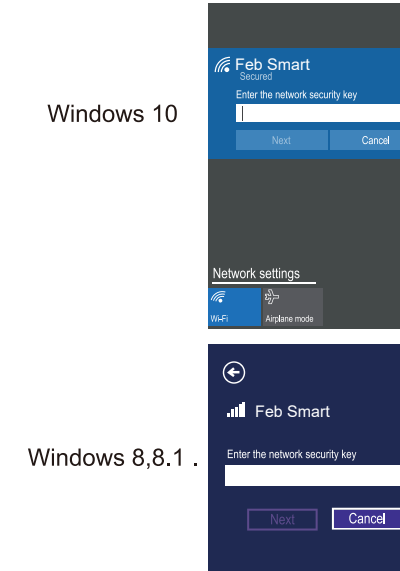 Windows 10
Feb Smart
Secured
Enter the network security key
Next Cancel
Network settings
Wi-Fi Airplane mode
Windows 8,8.1 .
Feb Smart
Enter the network security key
Next Cancel